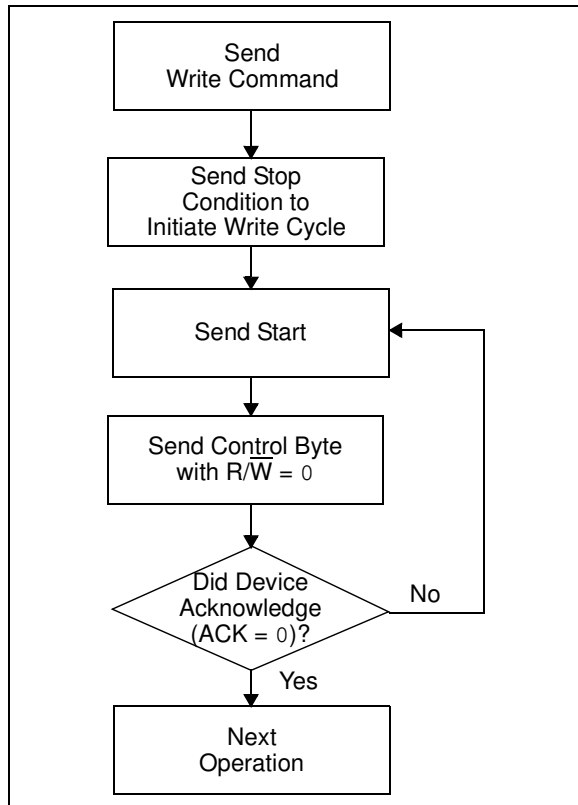 Send
Write Command
Send Stop
Condition to
Initiate Write Cycle
Send Start
Send Control Byte
with R/W̅ = 0
Did Device
Acknowledge
(ACK = 0)?
No
Yes
Next
Operation